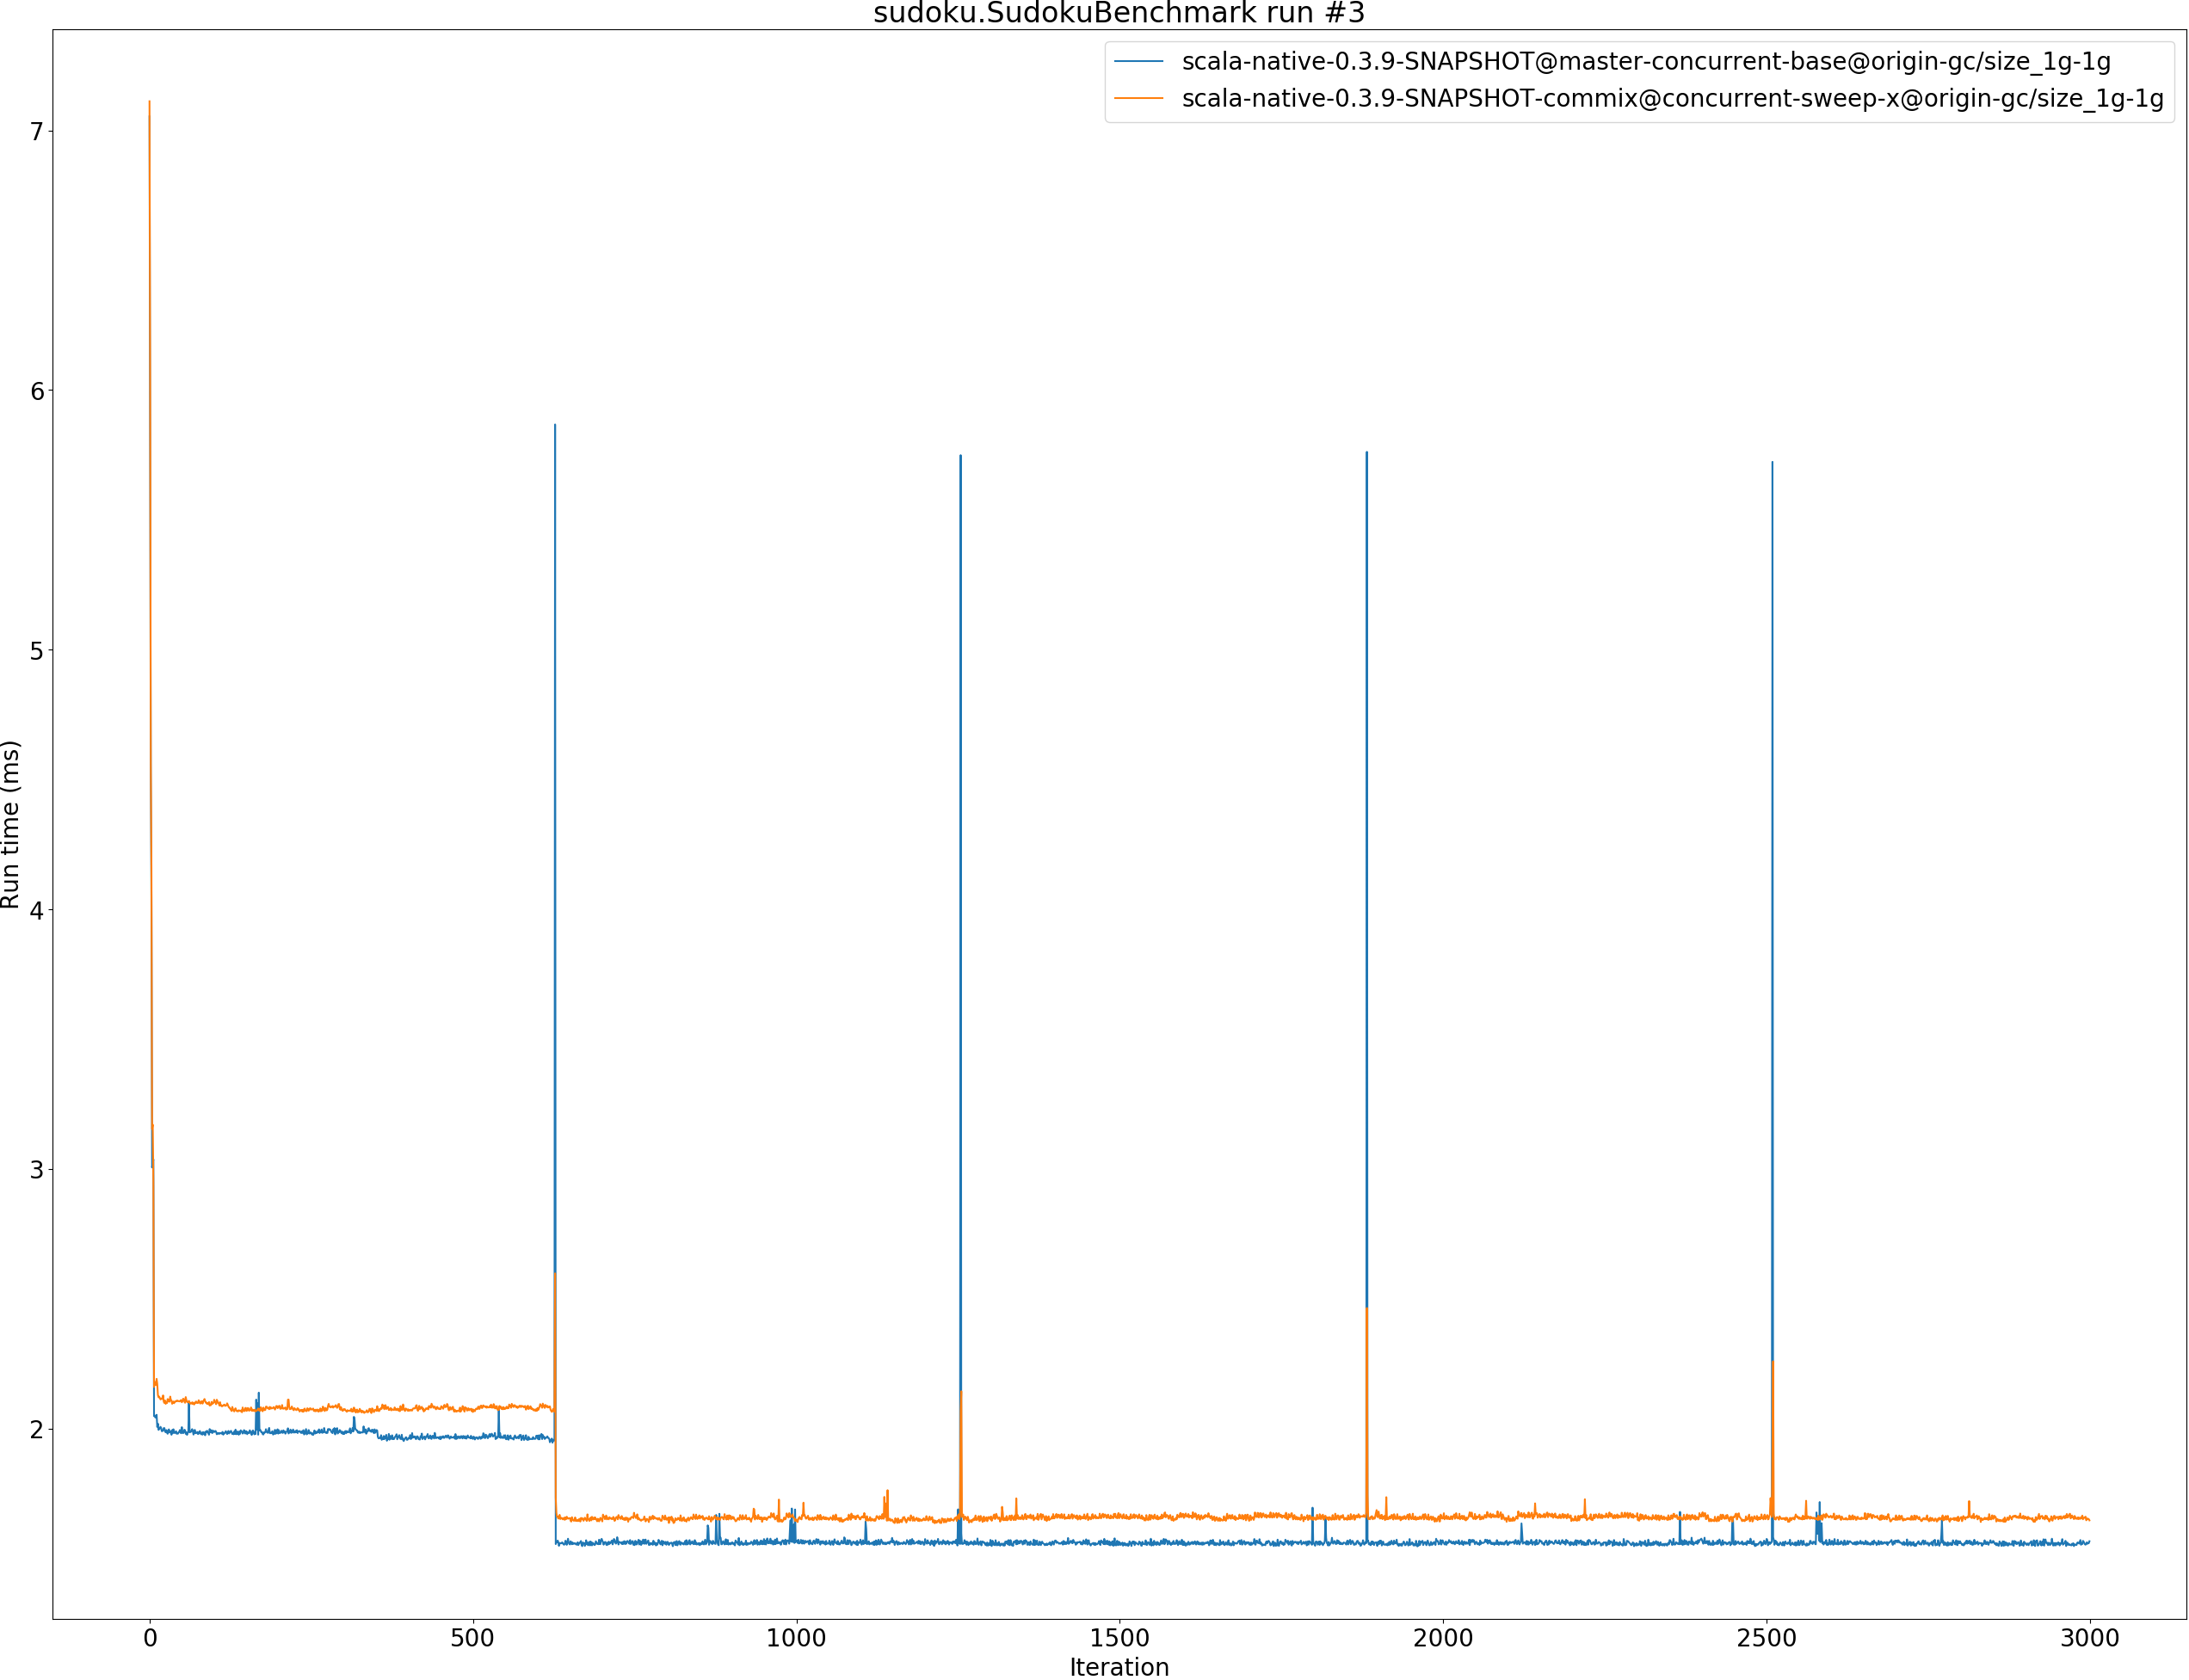 sudoku.SudokuBenchmark run #3
scala-native-0.3.9-SNAPSHOT@master-concurrent-base@origin-gc/size_1g-1g
scala-native-0.3.9-SNAPSHOT-commix@concurrent-sweep-x@origin-gc/size_1g-1g
7
6
5
4
3
2
Run time (ms)
0 500 1000 1500 2000 2500 3000
Iteration